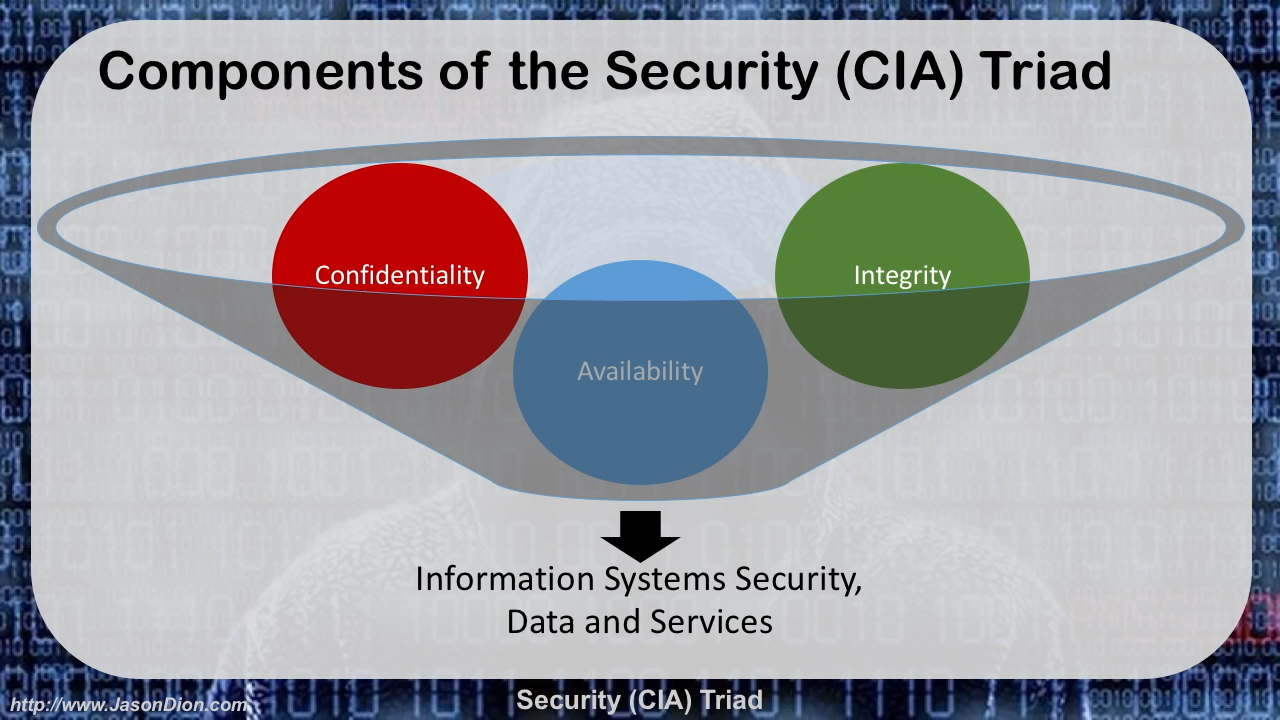 Components of the Security (CIA) Triad
Confidentiality
Integrity
Availability
Information Systems Security,
Data and Services
http://www.JasonDion.com
Security (CIA) Triad